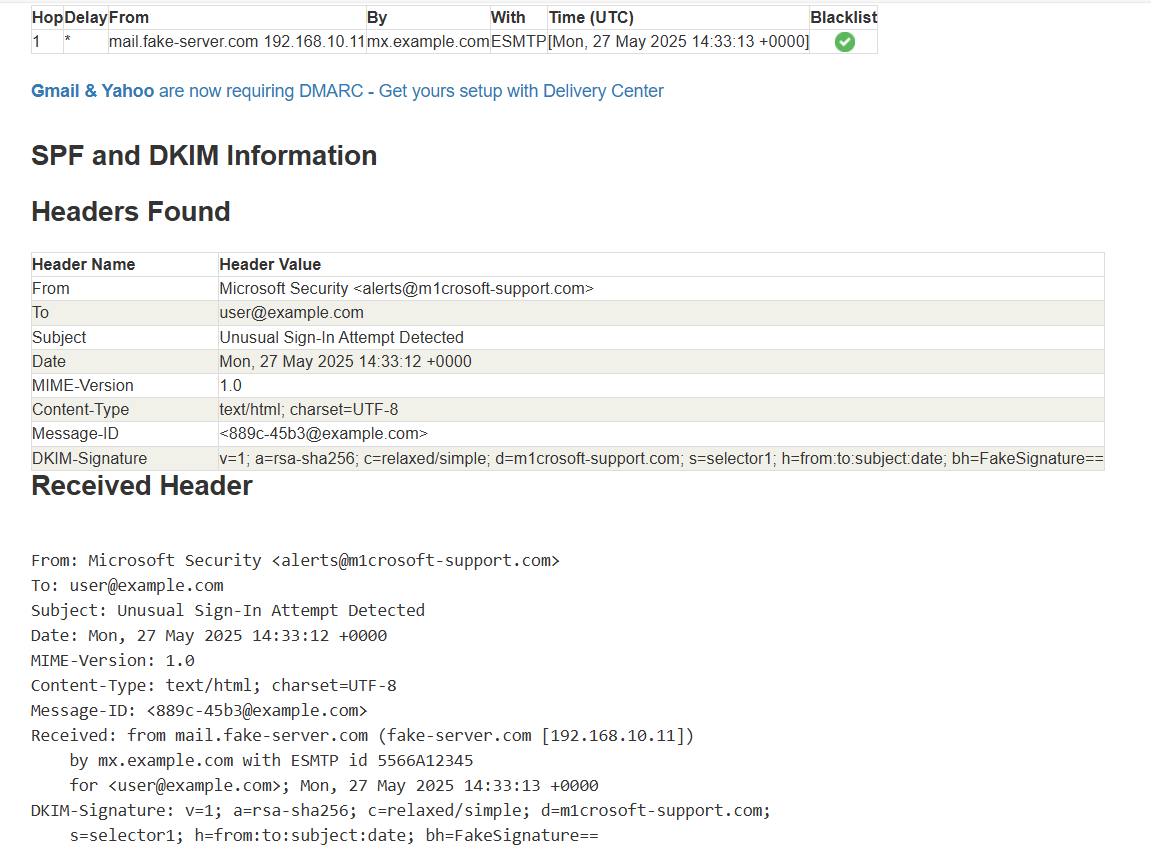 Hop Delay From By With Time (UTC) Blacklist
1 * mail.fake-server.com 192.168.10.11 mx.example.com ESMTP [Mon, 27 May 2025 14:33:13 +0000]
Gmail & Yahoo are now requiring DMARC - Get yours setup with Delivery Center
SPF and DKIM Information
Headers Found
Header Name Header Value
From Microsoft Security <alerts@m1crosoft-support.com>
To user@example.com
Subject Unusual Sign-In Attempt Detected
Date Mon, 27 May 2025 14:33:12 +0000
MIME-Version 1.0
Content-Type text/html; charset=UTF-8
Message-ID <889c-45b3@example.com>
DKIM-Signature v=1; a=rsa-sha256; c=relaxed/simple; d=m1crosoft-support.com; s=selector1; h=from:to:subject:date; bh=FakeSignature==
Received Header
From: Microsoft Security <alerts@m1crosoft-support.com>
To: user@example.com
Subject: Unusual Sign-In Attempt Detected
Date: Mon, 27 May 2025 14:33:12 +0000
MIME-Version: 1.0
Content-Type: text/html; charset=UTF-8
Message-ID: <889c-45b3@example.com>
Received: from mail.fake-server.com (fake-server.com [192.168.10.11])
    by mx.example.com with ESMTP id 5566A12345
    for <user@example.com>; Mon, 27 May 2025 14:33:13 +0000
DKIM-Signature: v=1; a=rsa-sha256; c=relaxed/simple; d=m1crosoft-support.com;
    s=selector1; h=from:to:subject:date; bh=FakeSignature==